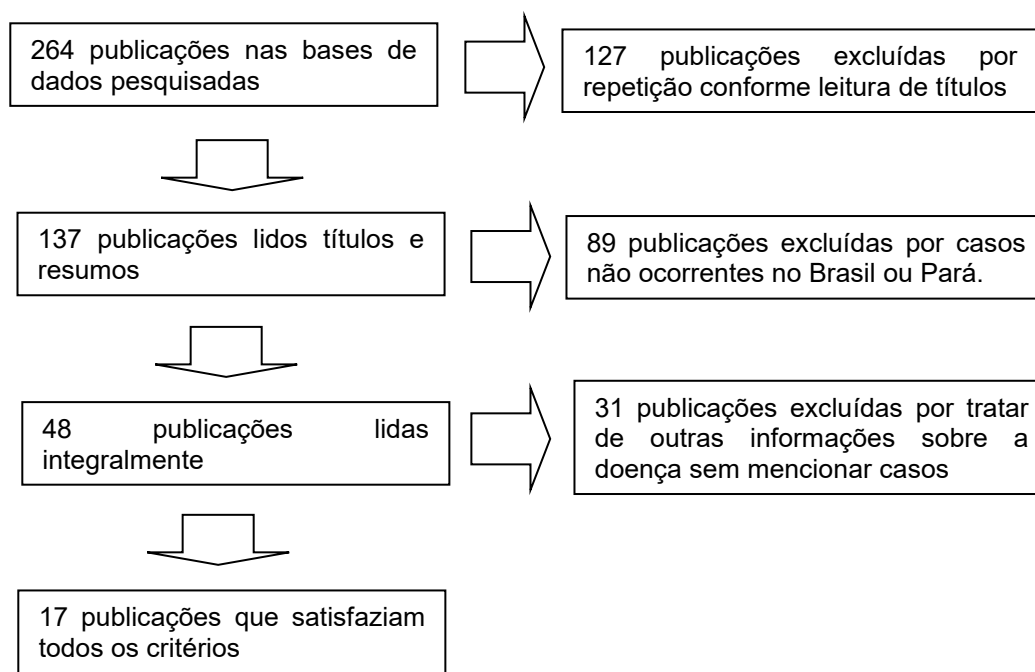 264 publicações nas bases de
dados pesquisadas
127 publicações excluídas por
repetição conforme leitura de títulos
137 publicações lidos títulos e
resumos
89 publicações excluídas por casos
não ocorrentes no Brasil ou Pará.
48 publicações lidas
integralmente
31 publicações excluídas por tratar
de outras informações sobre a
doença sem mencionar casos
17 publicações que satisfaziam
todos os critérios